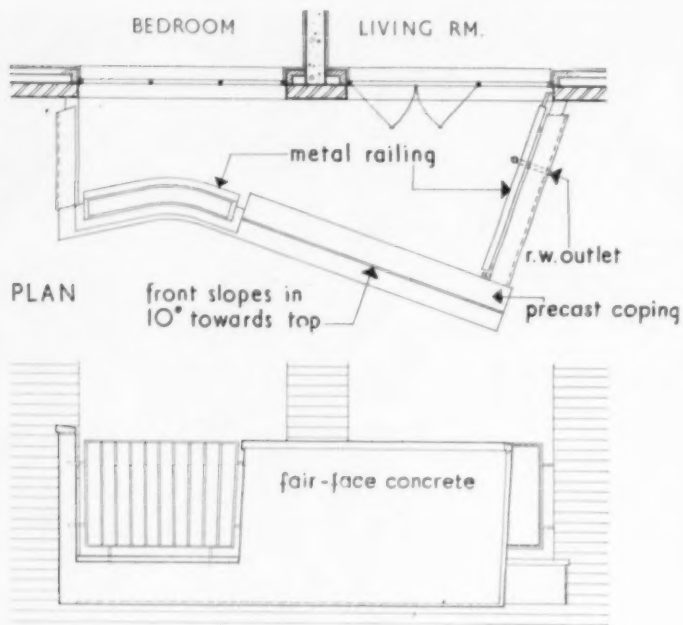 BEDROOM
LIVING RM.
metal railing
r.w. outlet
PLAN
front slopes in
10° towards top
precast coping
fair-face concrete